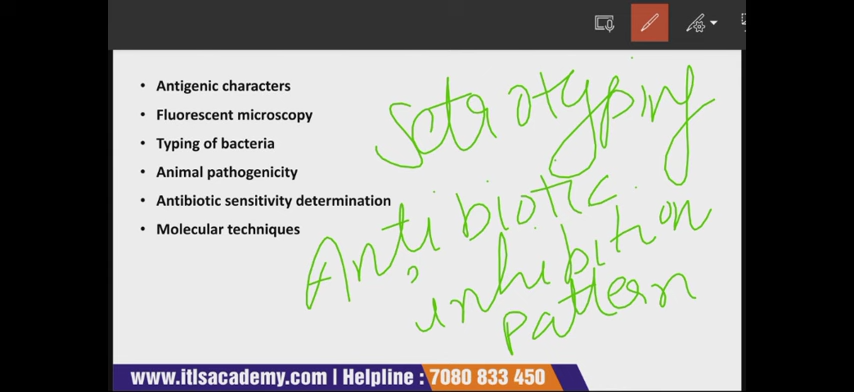 • Antigenic characters
• Fluorescent microscopy
• Typing of bacteria
• Animal pathogenicity
• Antibiotic sensitivity determination
• Molecular techniques
Serotyping
Antibiotic
inhibition
pattern
www.itlsacademy.com | Helpline : 7080 833 450